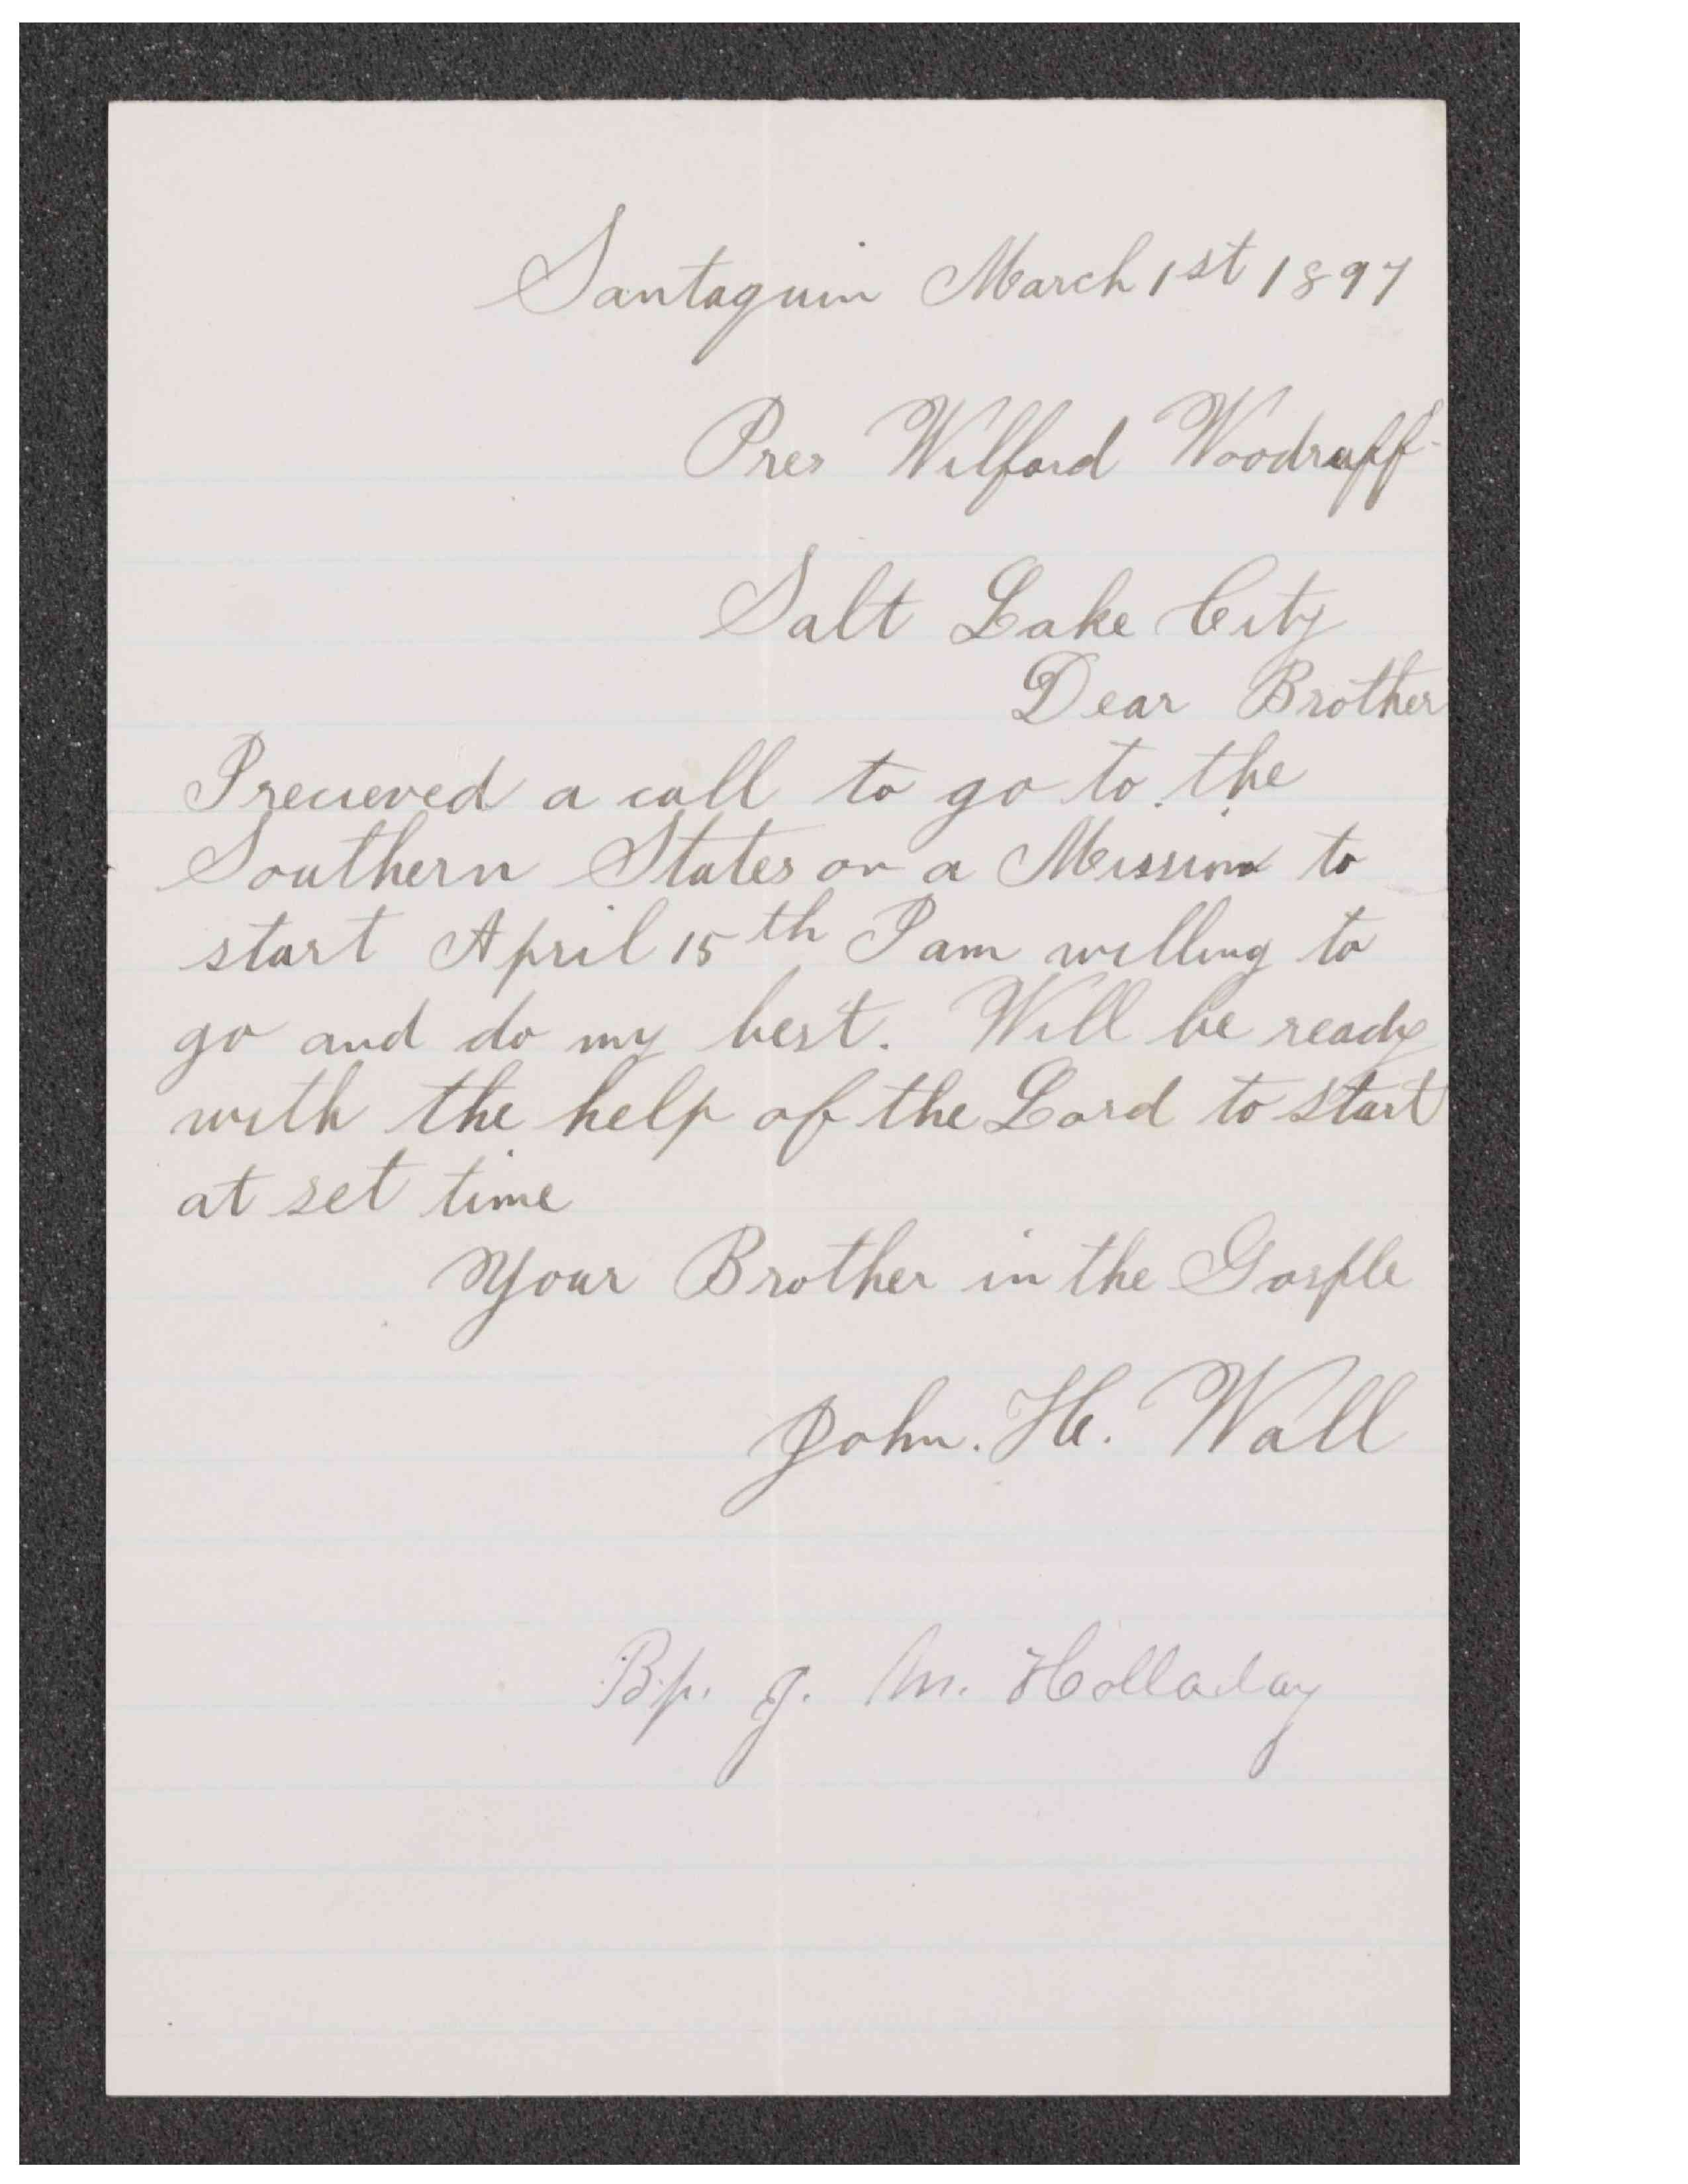 Santaquin March 1st 1897
Pres Wilford Woodruff
Salt Lake City
Dear Brother
I recieved a call to go to the
Southern States on a Mission to
start April 15th I am willing to
go and do my best. Will be ready
with the help of the Lord to start
at set time
Your Brother in the Gosple
John. H. Wall
Bp. J. M. Holladay